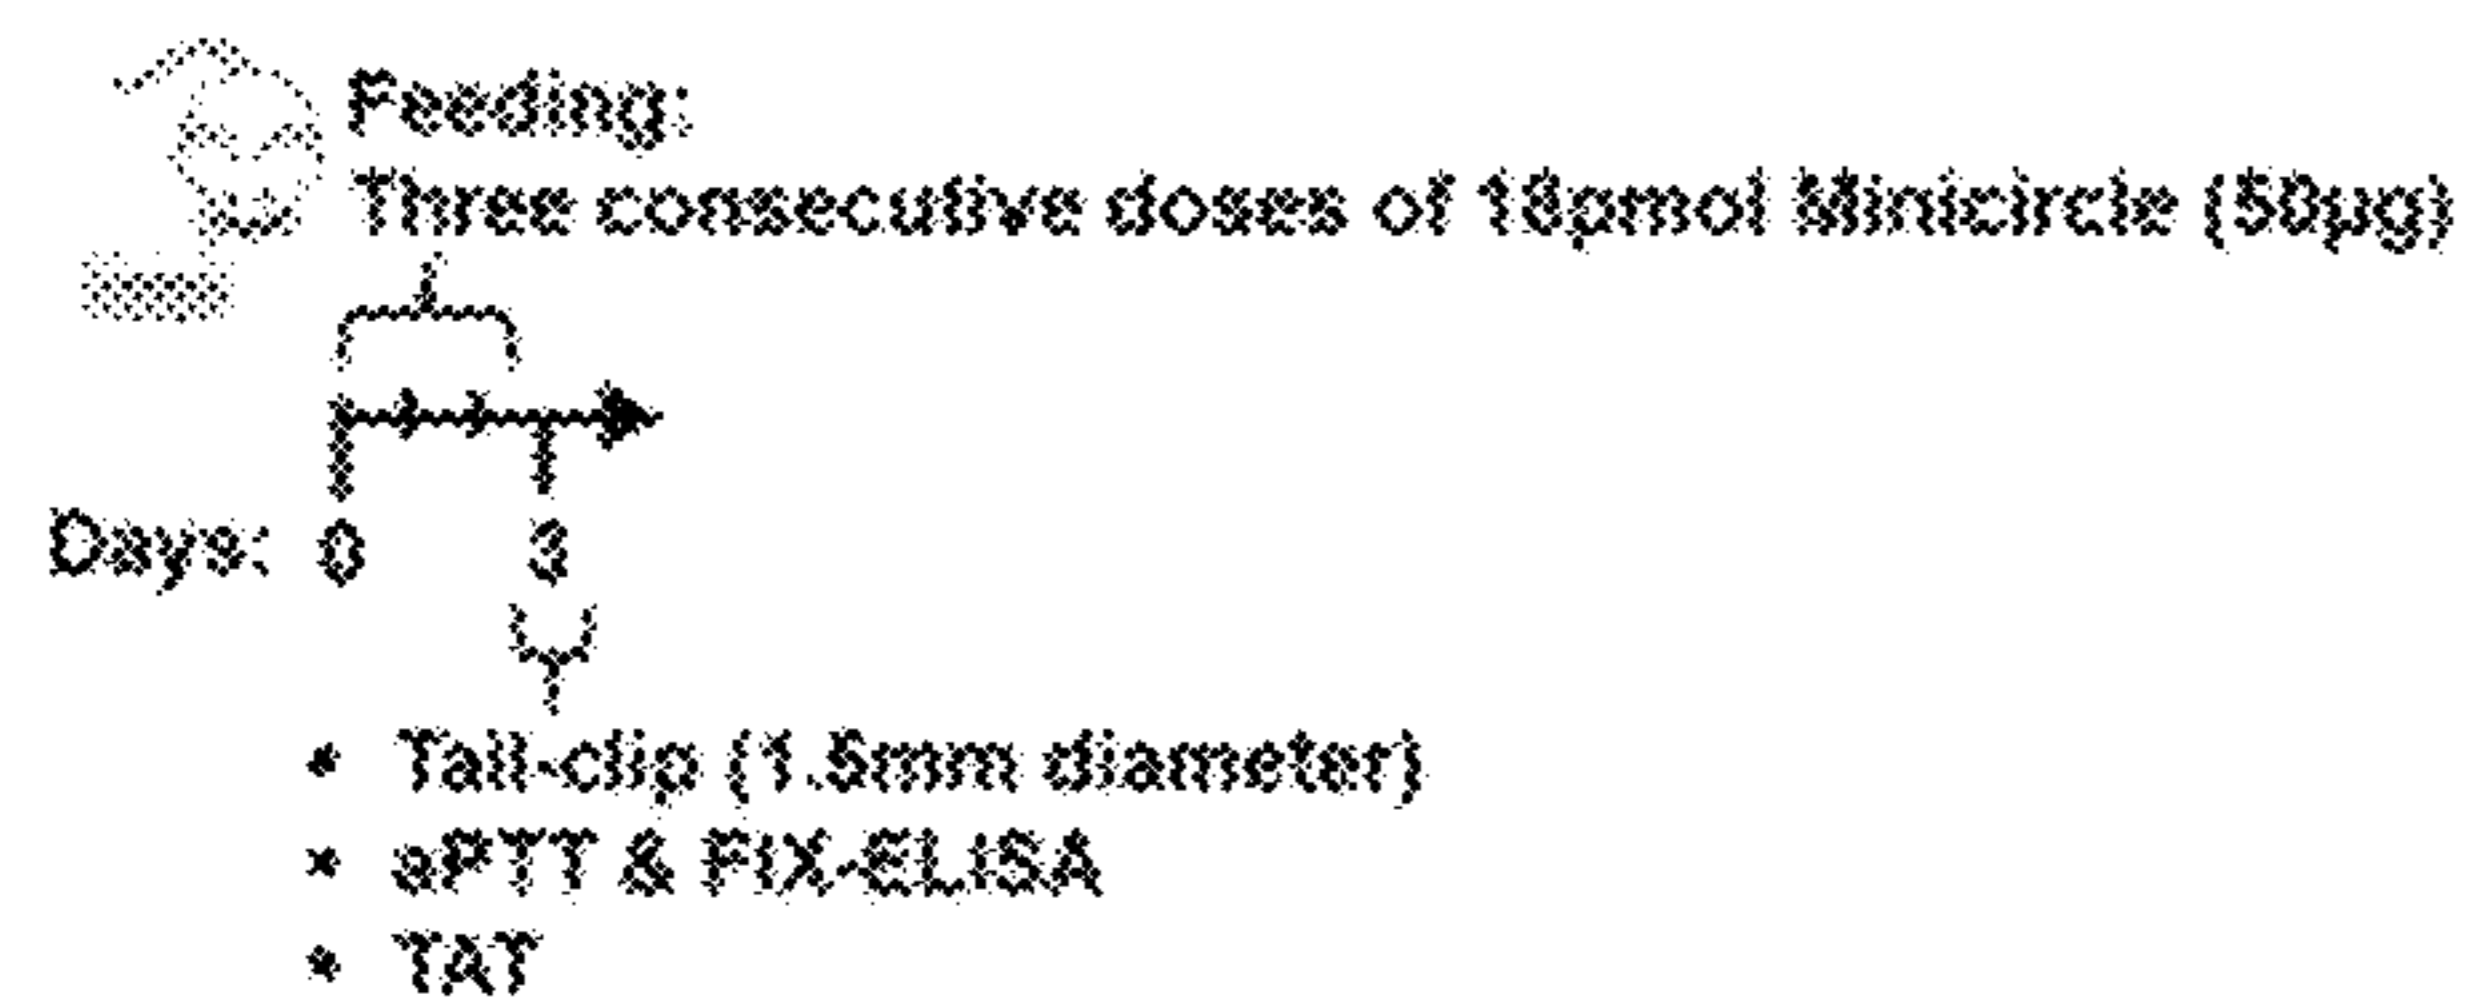 Feeding:
Three consecutive doses of pmol Minicircle (50µg)
Days: 0 3
• Tail-clip (1.5mm diameter)
• aPTT & FIX-ELISA
• TAT